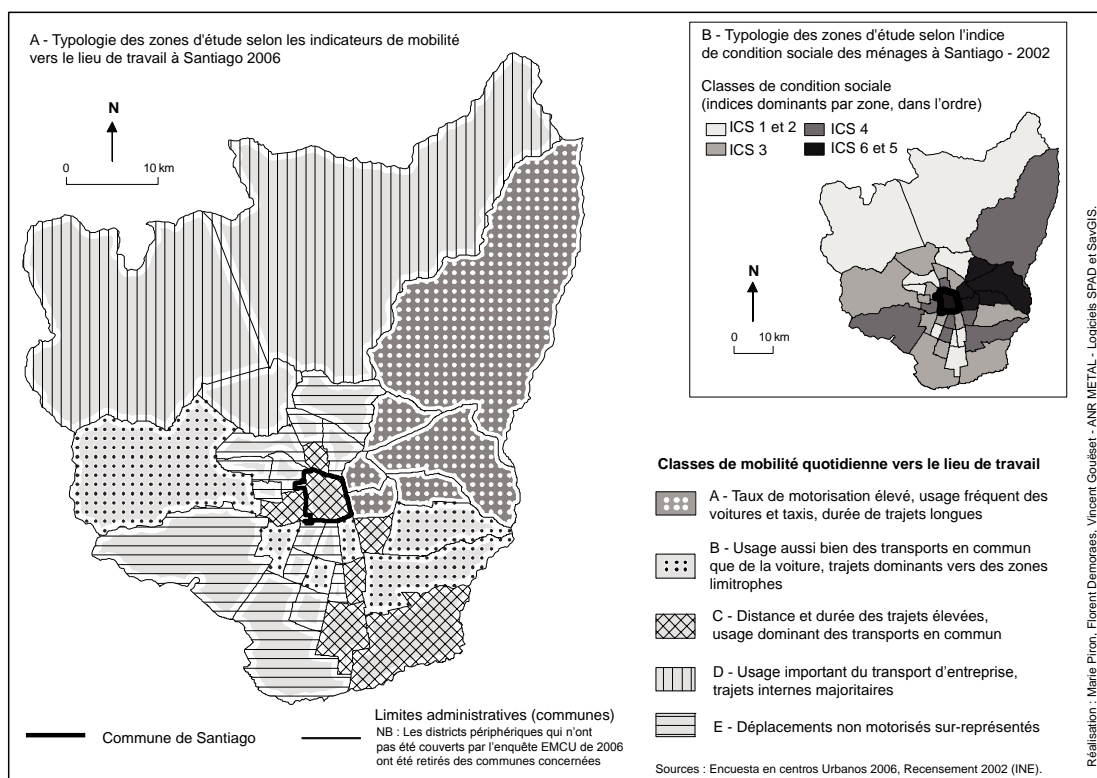 A - Typologie des zones d'étude selon les indicateurs de mobilité
vers le lieu de travail à Santiago 2006
N
0 10 km
B - Typologie des zones d'étude selon l'indice
de condition sociale des ménages à Santiago - 2002
Classes de condition sociale
(indices dominants par zone, dans l'ordre)
ICS 1 et 2 ICS 4
ICS 3 ICS 6 et 5
N
0 10 km
Classes de mobilité quotidienne vers le lieu de travail
A - Taux de motorisation élevé, usage fréquent des
voitures et taxis, durée de trajets longues
B - Usage aussi bien des transports en commun
que de la voiture, trajets dominants vers des zones
limitrophes
C - Distance et durée des trajets élevées,
usage dominant des transports en commun
D - Usage important du transport d'entreprise,
trajets internes majoritaires
E - Déplacements non motorisés sur-représentés
Commune de Santiago
Limites administratives (communes)
NB : Les districts périphériques qui n'ont
pas été couverts par l'enquête EMCU de 2006
ont été retirés des communes concernées
Sources : Encuesta en centros Urbanos 2006, Recensement 2002 (INE).
Réalisation : Marie Piron, Florent Demoraes, Vincent Gouëset - ANR METAL - Logiciels SPAD et SavGIS.